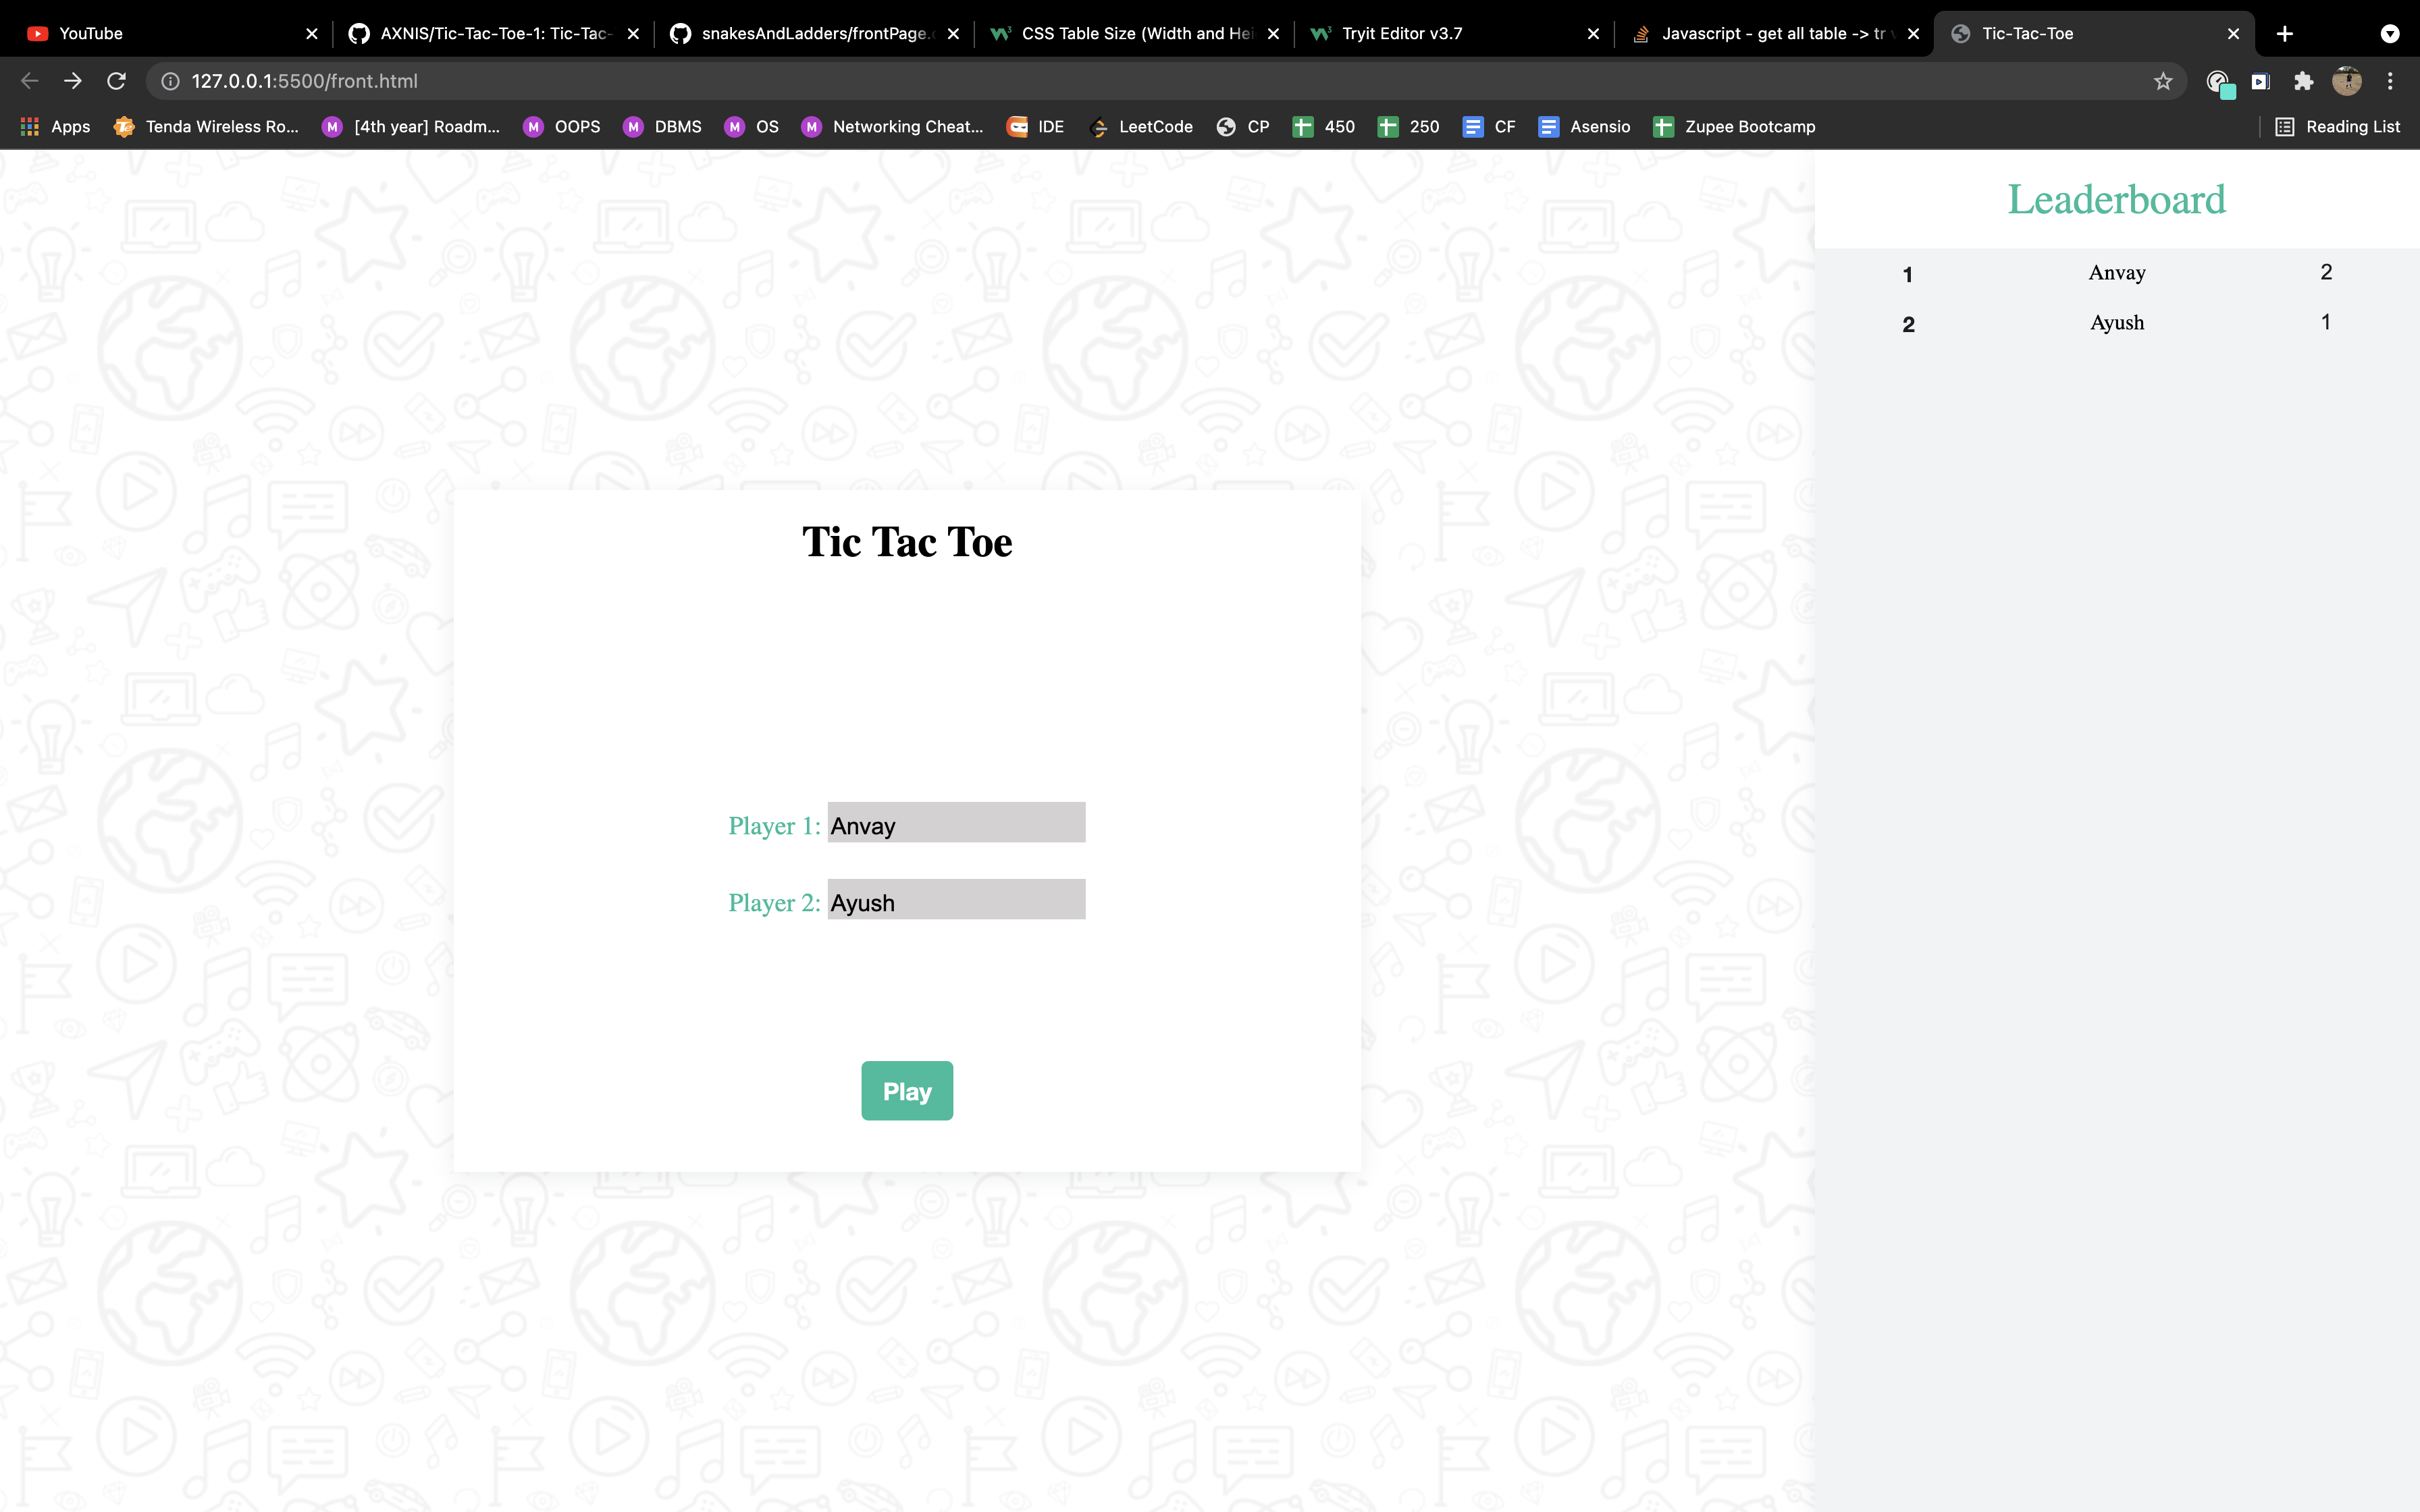 YouTube
AXNIS/Tic-Tac-Toe-1: Tic-Tac-
snakesAndLadders/frontPage.
CSS Table Size (Width and Hei
Tryit Editor v3.7
Javascript - get all table -> tr
Tic-Tac-Toe
127.0.0.1:5500/front.html
Apps
Tenda Wireless Ro...
M [4th year] Roadm...
M OOPS
M DBMS
M OS
M Networking Cheat...
IDE
LeetCode
CP
450
250
CF
Asensio
Zupee Bootcamp
Reading List
Leaderboard
1 Anvay 2
2 Ayush 1
Tic Tac Toe
Player 1: Anvay
Player 2: Ayush
Play